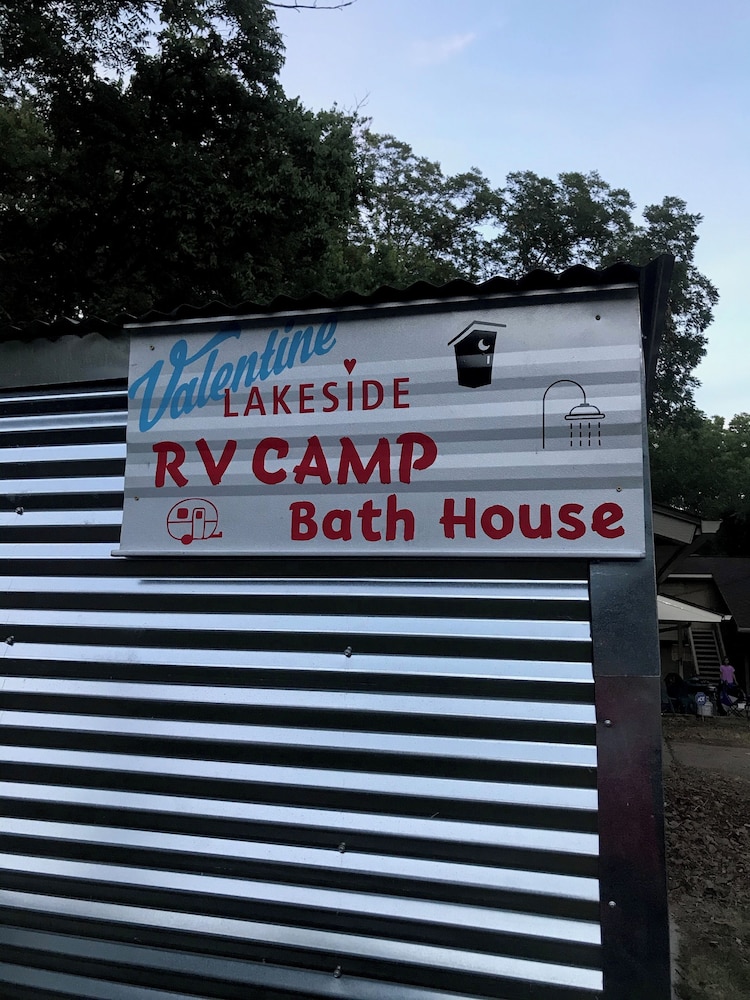 Valentine
LAKESIDE
RV CAMP
Bath House